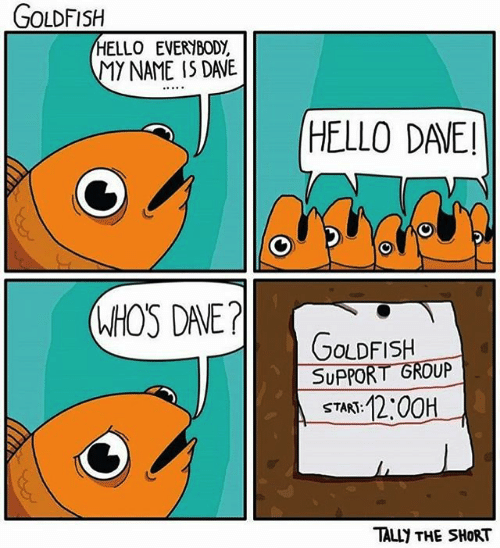 GOLDFISH
HELLO EVERYBODY,
MY NAME IS DAVE
.....
HELLO DAVE!
WHO'S DAVE?
GOLDFISH
SUPPORT GROUP
START: 12:00H
TALLY THE SHORT